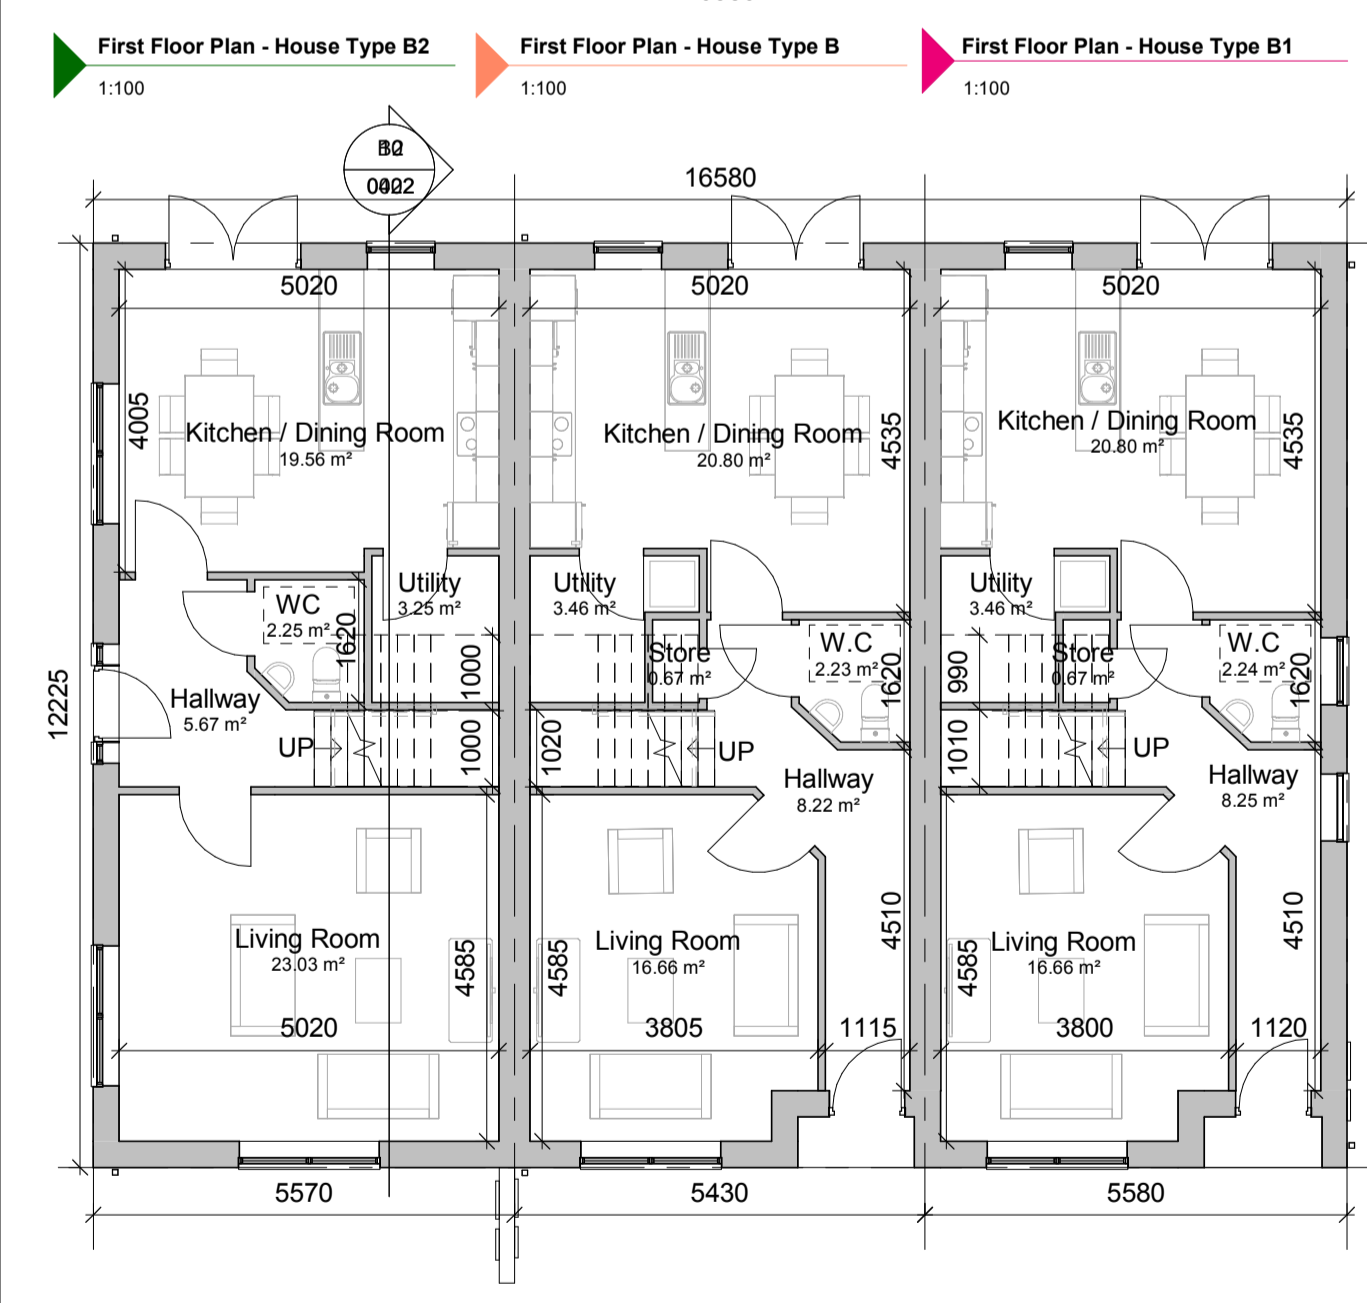 First Floor Plan - House Type B2
1:100
First Floor Plan - House Type B
1:100
First Floor Plan - House Type B1
1:100
16580
12225
5020
5020
5020
4005
Kitchen / Dining Room
19.56 m²
Kitchen / Dining Room
20.80 m²
4535
Kitchen / Dining Room
20.80 m²
4535
WC
2.25 m²
1620
Utility
3.25 m²
1000
Utility
3.46 m²
Store
0.67 m²
W.C
2.23 m²
1620
Utility
3.46 m²
990
Store
0.67 m²
W.C
2.24 m²
1620
Hallway
5.67 m²
UP
1000
1020
UP
Hallway
8.22 m²
1010
UP
Hallway
8.25 m²
Living Room
23.03 m²
4585
5020
4585
Living Room
16.66 m²
4510
3805
1115
4585
Living Room
16.66 m²
4510
3800
1120
5570
5430
5580